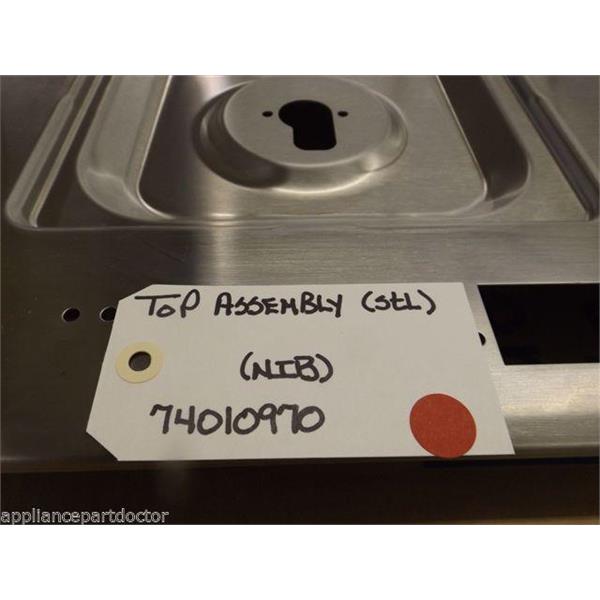 TOP ASSEMBLY (StL)
(NIB)
74010970
appliancepartdoctor